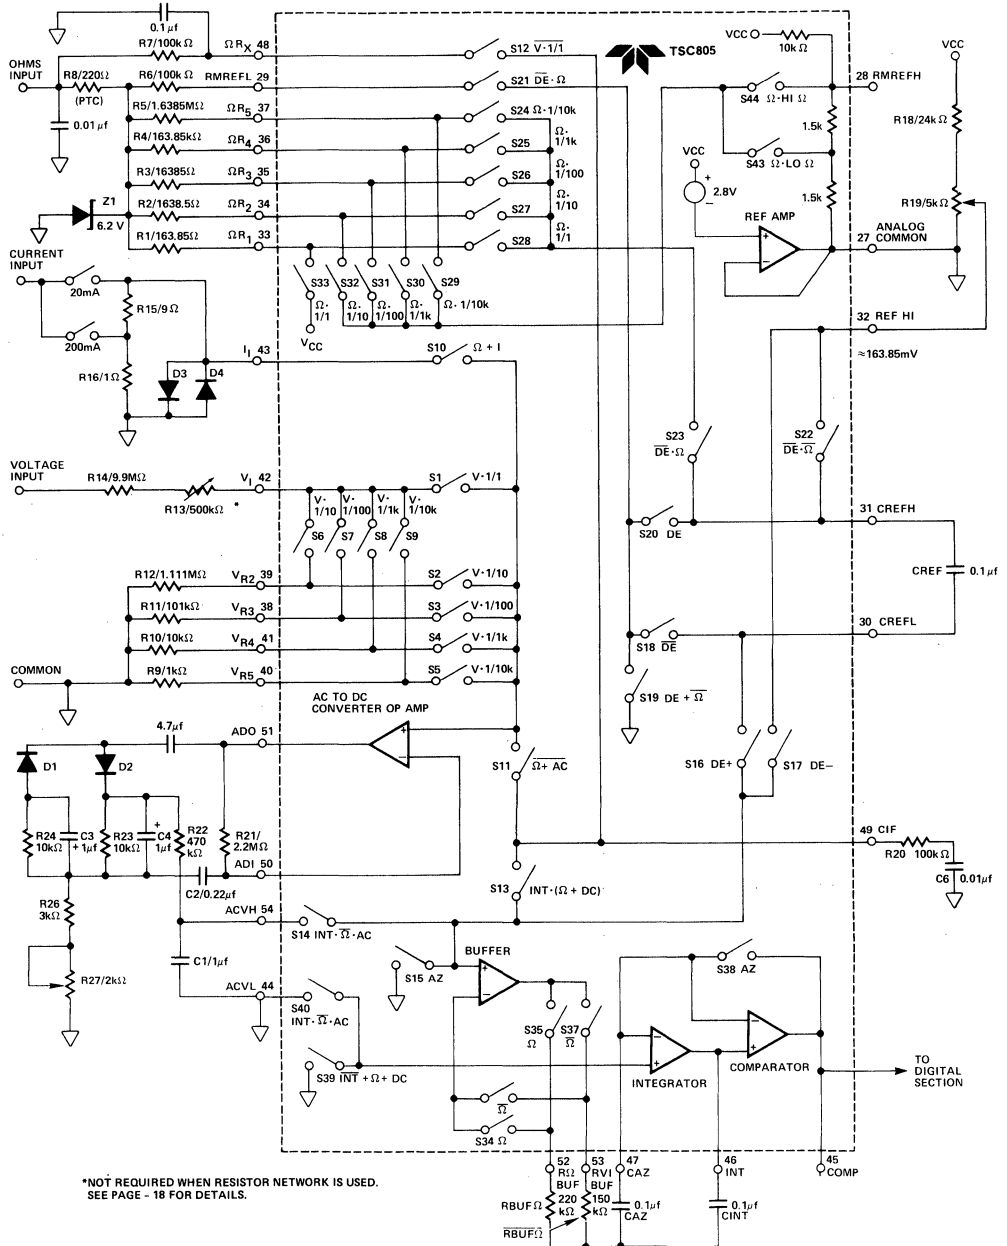 0.1μf
R7/100kΩ
ΩRX 48
S12 V·1/1
TSC805
VCC
10kΩ
VCC
OHMS
INPUT
R8/220Ω
(PTC)
R6/100kΩ
RMREFL 29
S21 DE·Ω
S44 Ω·HI Ω
28 RMREFH
R5/1.6385MΩ
ΩR5 37
S24 Ω·1/10k
0.01μf
1.5k
R18/24kΩ
R4/163.85kΩ
ΩR4 36
S25
Ω·
1/1k
S43 Ω·LO Ω
R3/16385Ω
ΩR3 35
S26
Ω·
1/100
VCC
+
2.8V
−
1.5k
Z1
6.2 V
R2/1638.5Ω
ΩR2 34
S27
Ω·
1/10
REF AMP
R19/5kΩ
R1/163.85Ω
ΩR1 33
S28
Ω·
1/1
+
−
ANALOG
COMMON
27
CURRENT
INPUT
20mA
R15/9Ω
S33
S32
S31
S30
S29
Ω·
1/1
Ω·
1/10
Ω·
1/100
Ω·
1/1k
Ω·1/10k
VCC
32 REF HI
200mA
II 43
S10
Ω + I
≈163.85mV
R16/1Ω
D3
D4
S23
DE·Ω
S22
DE·Ω
VOLTAGE
INPUT
R14/9.9MΩ
R13/500kΩ
*
VI 42
V·
1/10
V·
1/100
V·
1/1k
V·
1/10k
S1
V·1/1
S6
S7
S8
S9
S20 DE
31 CREFH
R12/1.111MΩ
VR2 39
S2
V·1/10
CREF
0.1μf
R11/101kΩ
VR3 38
S3
V·1/100
R10/10kΩ
VR4 41
S4
V·1/1k
S18 DE
30 CREFL
COMMON
R9/1kΩ
VR5 40
S5
V·1/10k
S19 DE + Ω
AC TO DC
CONVERTER OP AMP
4.7μf
ADO 51
+
−
S11
Ω + AC
S16 DE+
S17 DE−
D1
D2
R24
10kΩ
C3
+ 1μf
R23
10kΩ
+
C4
1μf
R22
470
kΩ
R21/
2.2MΩ
49 CIF
R20
100kΩ
C6
0.01μf
ADI 50
C2/0.22μf
S13
INT·(Ω + DC)
R26
3kΩ
ACVH 54
S14 INT·Ω·AC
BUFFER
C1/1μf
S15 AZ
+
−
S38 AZ
R27/2kΩ
ACVL 44
S40
INT·Ω·AC
S35
Ω
S37
Ω
−
+
−
+
INTEGRATOR
COMPARATOR
TO
DIGITAL
SECTION
S39 INT + Ω + DC
Ω
S34 Ω
52
RΩ
BUF
53
RVI
BUF
47
CAZ
46
INT
45
COMP
*NOT REQUIRED WHEN RESISTOR NETWORK IS USED.
SEE PAGE - 18 FOR DETAILS.
RBUFΩ
220
kΩ
150
kΩ
RBUFΩ
0.1μf
CAZ
0.1μf
CINT